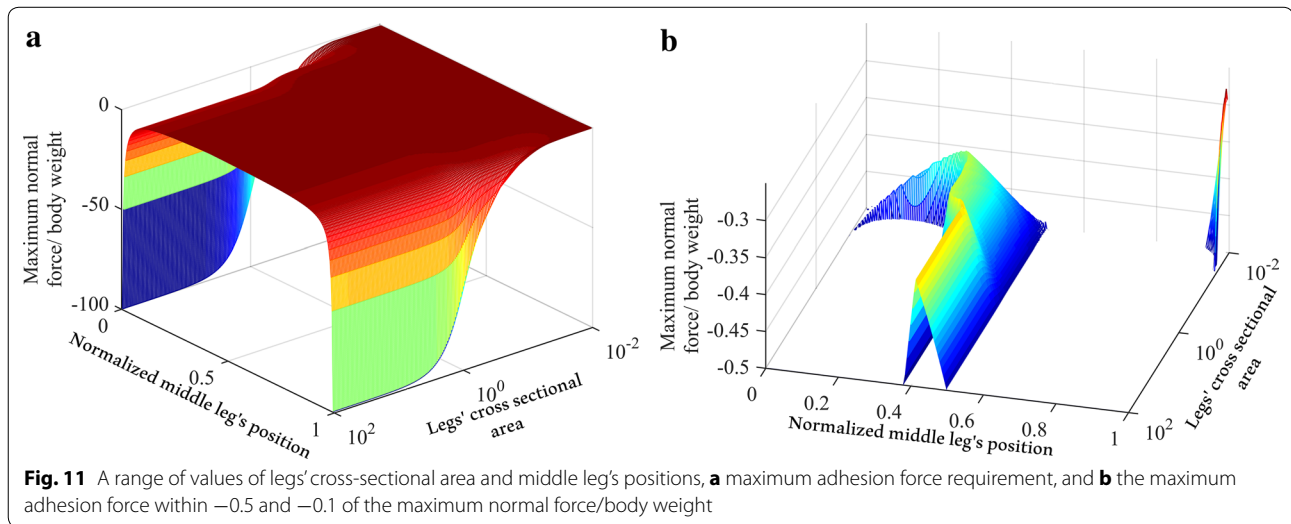 a
0
-50
-100
Maximum normal
force/ body weight
0
0.5
1
Normalized middle leg's position
10^2
10^0
10^-2
Legs' cross sectional
area
b
-0.3
-0.35
-0.4
-0.45
-0.5
Maximum normal
force/ body weight
0
0.2
0.4
0.6
0.8
1
Normalized middle leg's position
10^2
10^0
10^-2
Legs' cross sectional
area
Fig. 11 A range of values of legs' cross-sectional area and middle leg's positions, a maximum adhesion force requirement, and b the maximum
adhesion force within −0.5 and −0.1 of the maximum normal force/body weight